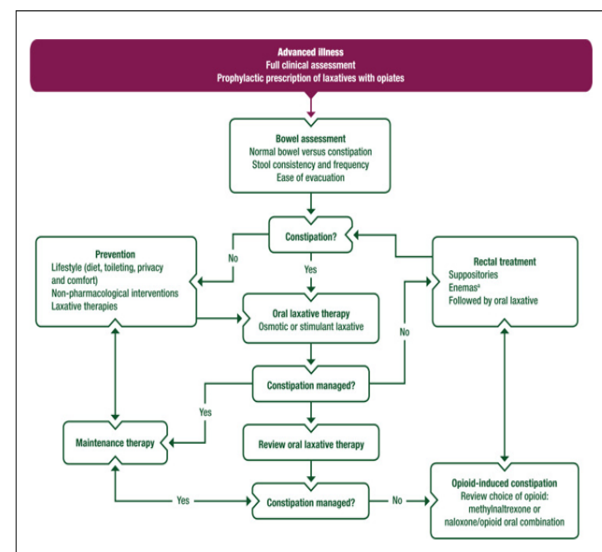 Advanced illness
Full clinical assessment
Prophylactic prescription of laxatives with opiates
Bowel assessment
Normal bowel versus constipation
Stool consistency and frequency
Ease of evacuation
Constipation?
No
Yes
Prevention
Lifestyle (diet, toileting, privacy
and comfort)
Non-pharmacological interventions
Laxative therapies
Rectal treatment
Suppositories
Enemas
Followed by oral laxative
Oral laxative therapy
Osmotic or stimulant laxative
No
Constipation managed?
Yes
Maintenance therapy
Review oral laxative therapy
Yes
Constipation managed?
No
Opioid-induced constipation
Review choice of opioid:
methylnaltrexone or
naloxone/opioid oral combination